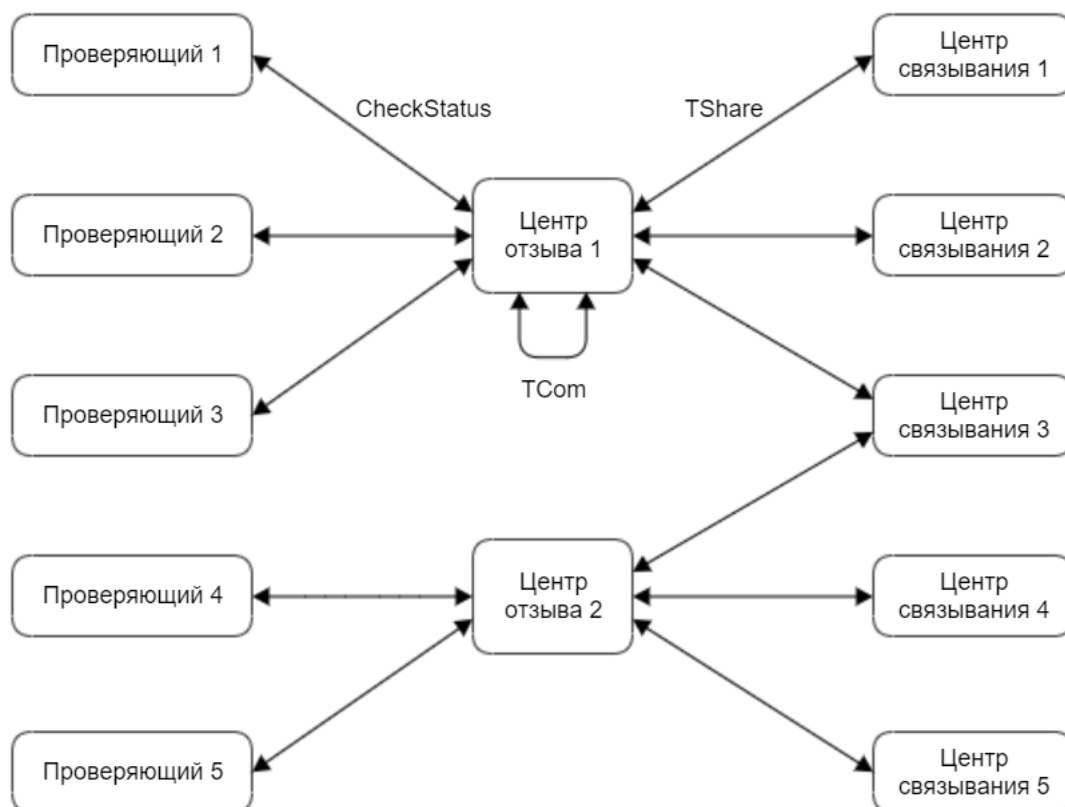 Проверяющий 1
Центр
связывания 1
CheckStatus
TShare
Проверяющий 2
Центр
отзыва 1
Центр
связывания 2
TCom
Проверяющий 3
Центр
связывания 3
Проверяющий 4
Центр
отзыва 2
Центр
связывания 4
Проверяющий 5
Центр
связывания 5